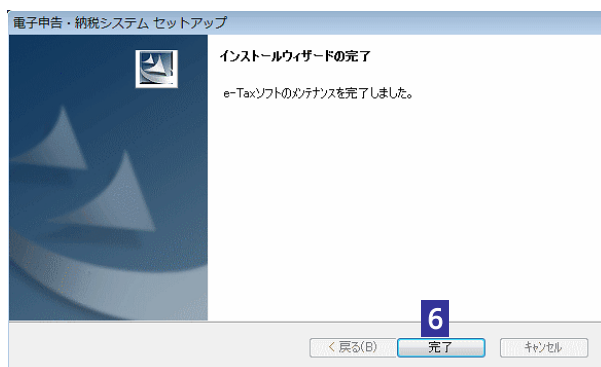 電子申告・納税システム セットアップ
インストールウィザードの完了
e-Taxソフトのメンテナンスを完了しました。
6
< 戻る(B)
完了
キャンセル